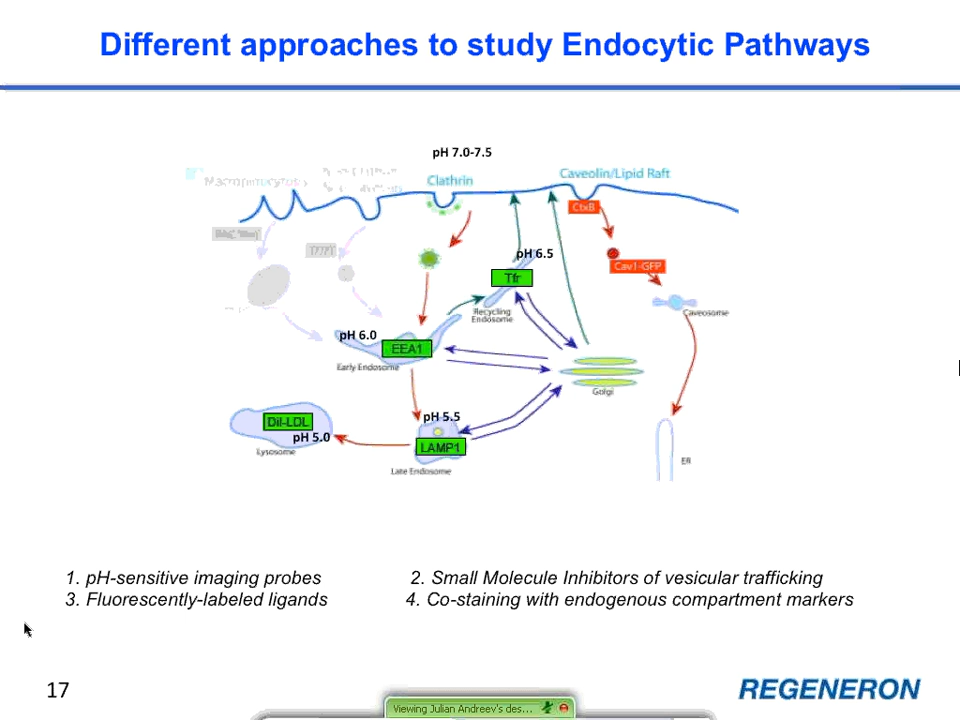 Different approaches to study Endocytic Pathways
pH 7.0-7.5
Clathrin
Caveolin/Lipid Raft
CtxB
pH 6.5
Cav1-GFP
Tfr
Recycling
Endosome
Caveosome
pH 6.0
EEA1
Early Endosome
Golgi
pH 5.5
DiI-LDL
pH 5.0
LAMP1
Lysosome
ER
Late Endosome
1. pH-sensitive imaging probes
2. Small Molecule Inhibitors of vesicular trafficking
3. Fluorescently-labeled ligands
4. Co-staining with endogenous compartment markers
17
REGENERON
Viewing Julian Andreev's des...